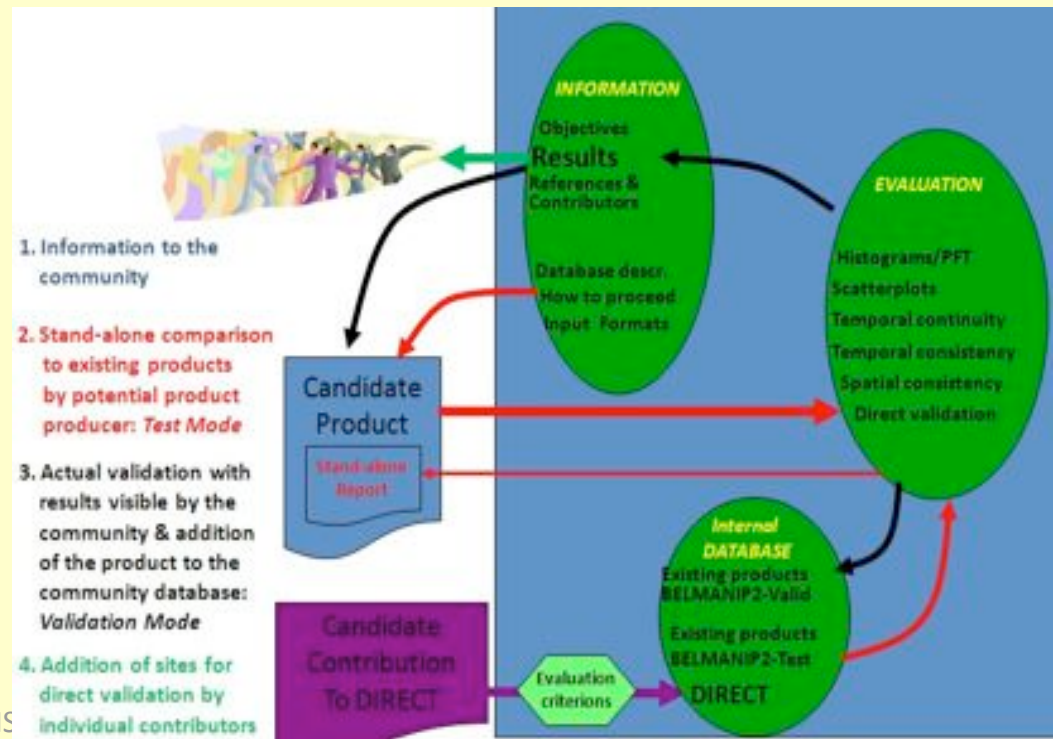 1. Information to the
community
2. Stand-alone comparison
to existing products
by potential product
producer: Test Mode
3. Actual validation with
results visible by the
community & addition
of the product to the
community database:
Validation Mode
4. Addition of sites for
direct validation by
individual contributors
INFORMATION
Objectives
Results
References &
Contributors
Database descr.
How to proceed
Input Formats
EVALUATION
Histograms/PFT
Scatterplots
Temporal continuity
Temporal consistency
Spatial consistency
Direct validation
Candidate
Product
Stand-alone
Report
Internal
DATABASE
Existing products
BELMANIP2-Valid
Existing products
BELMANIP2-Test
DIRECT
Candidate
Contribution
To DIRECT
Evaluation
criterions